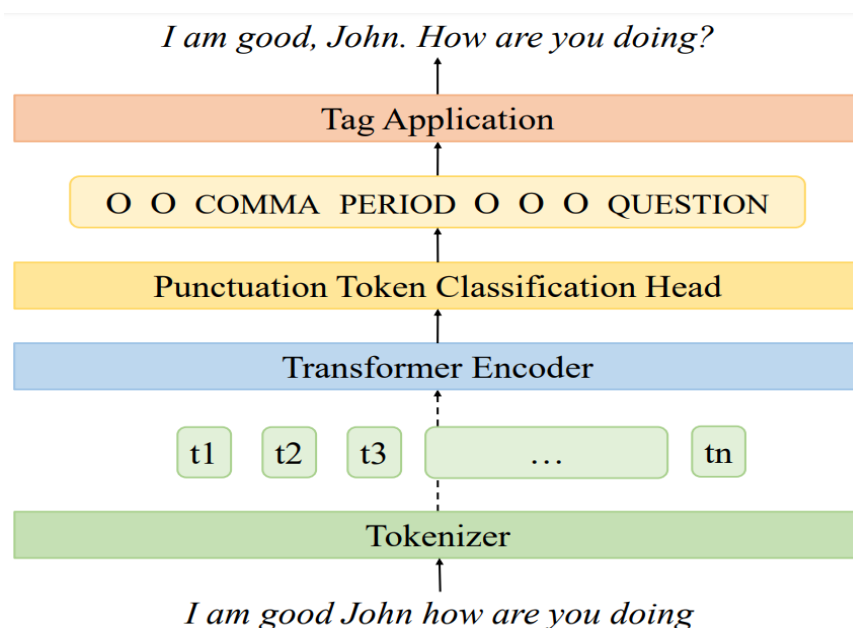 I am good, John. How are you doing?
Tag Application
O O COMMA PERIOD O O O QUESTION
Punctuation Token Classification Head
Transformer Encoder
t1 t2 t3 ... tn
Tokenizer
I am good John how are you doing